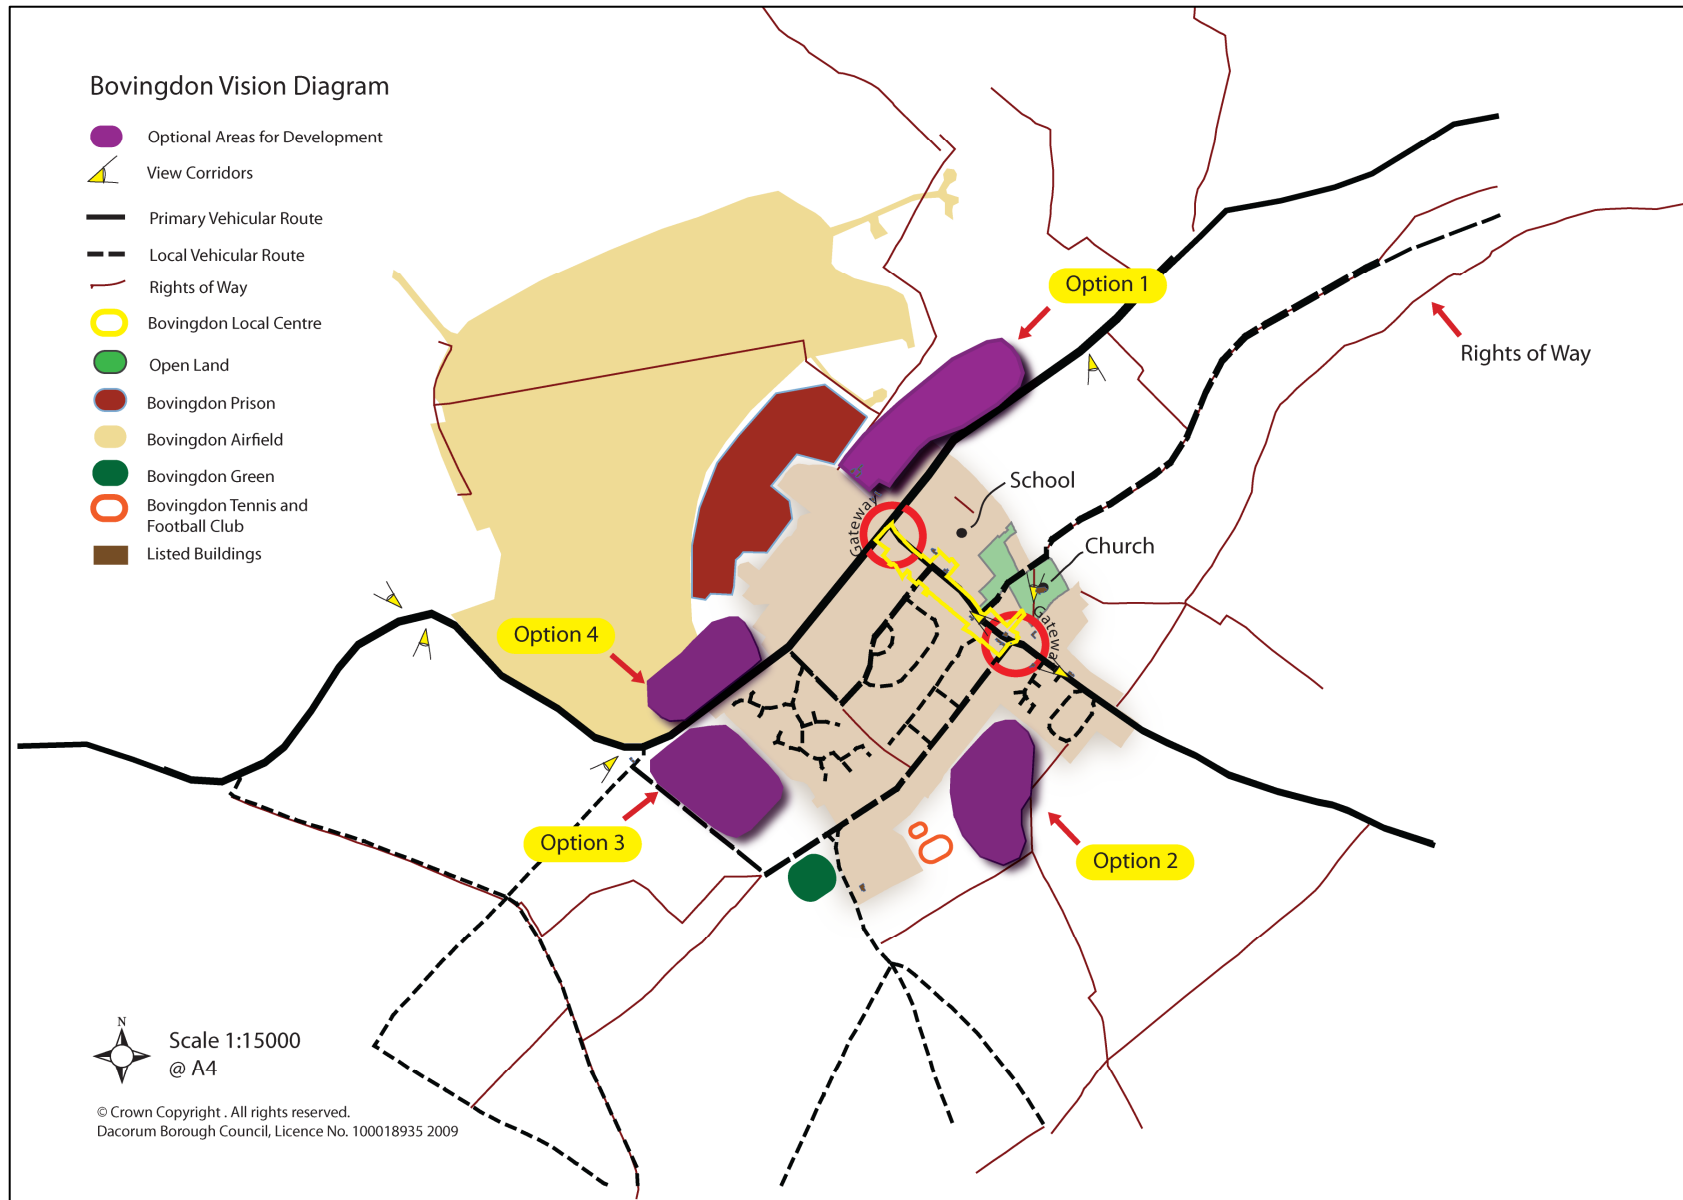 Bovingdon Vision Diagram
Optional Areas for Development
View Corridors
Primary Vehicular Route
Local Vehicular Route
Rights of Way
Bovingdon Local Centre
Open Land
Bovingdon Prison
Bovingdon Airfield
Bovingdon Green
Bovingdon Tennis and
Football Club
Listed Buildings
Option 1
Rights of Way
School
Gateway
Church
Gateway
Option 4
Option 3
Option 2
N
Scale 1:15000
@ A4
© Crown Copyright . All rights reserved.
Dacorum Borough Council, Licence No. 100018935 2009